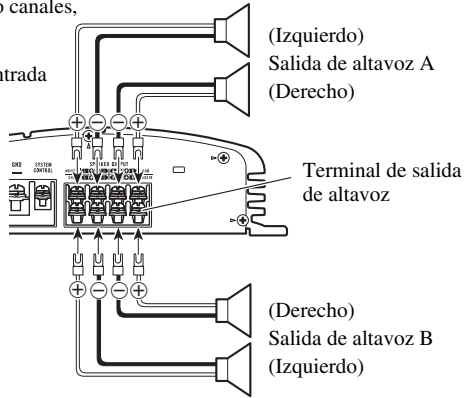 o canales,
ntrada
(Izquierdo)
Salida de altavoz A
(Derecho)
+ − − +
GND
SYSTEM
CONTROL
Terminal de salida
de altavoz
+ − − +
(Derecho)
Salida de altavoz B
(Izquierdo)